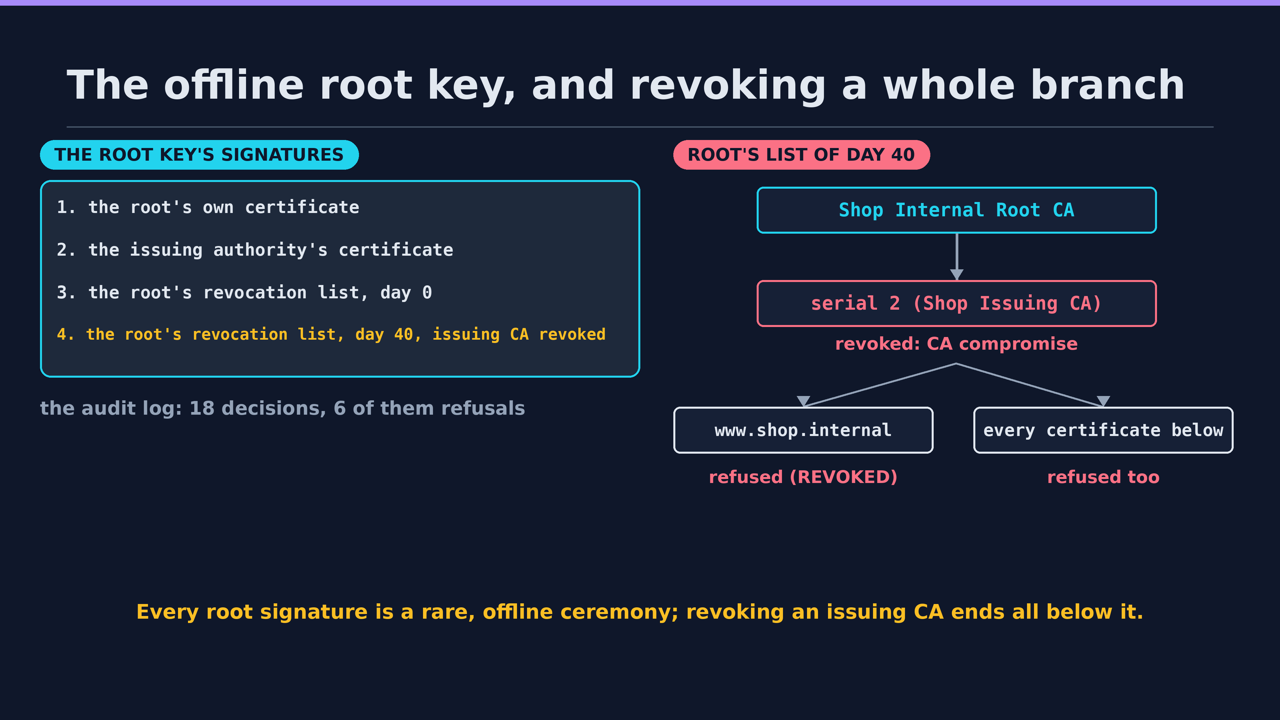 The offline root key, and revoking a whole branch
THE ROOT KEY'S SIGNATURES
1. the root's own certificate
2. the issuing authority's certificate
3. the root's revocation list, day 0
4. the root's revocation list, day 40, issuing CA revoked
the audit log: 18 decisions, 6 of them refusals
ROOT'S LIST OF DAY 40
Shop Internal Root CA
serial 2 (Shop Issuing CA)
revoked: CA compromise
www.shop.internal
every certificate below
refused (REVOKED)
refused too
Every root signature is a rare, offline ceremony; revoking an issuing CA ends all below it.